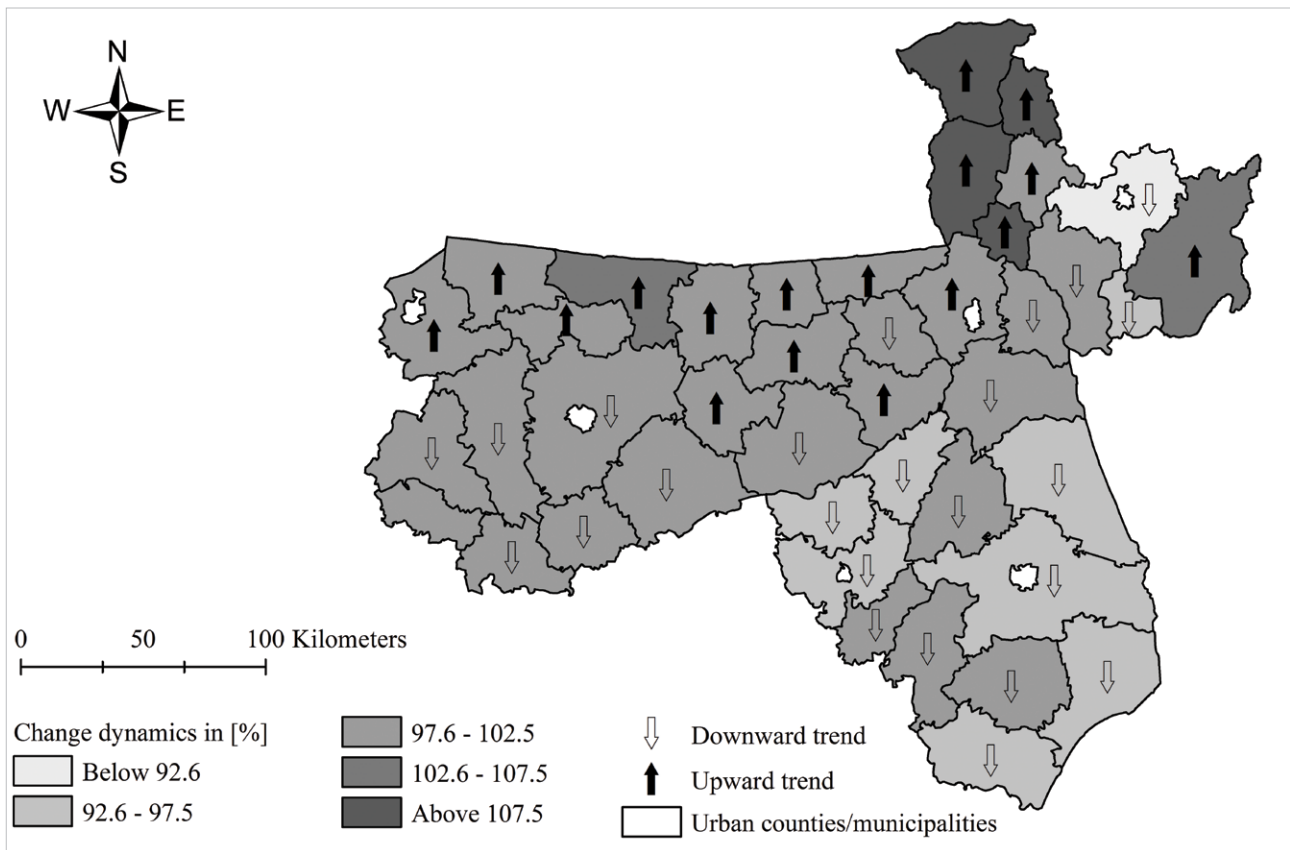 N
W E
S
0 50 100 Kilometers
Change dynamics in [%]
Below 92.6
92.6 - 97.5
97.6 - 102.5
102.6 - 107.5
Above 107.5
Downward trend
Upward trend
Urban counties/municipalities